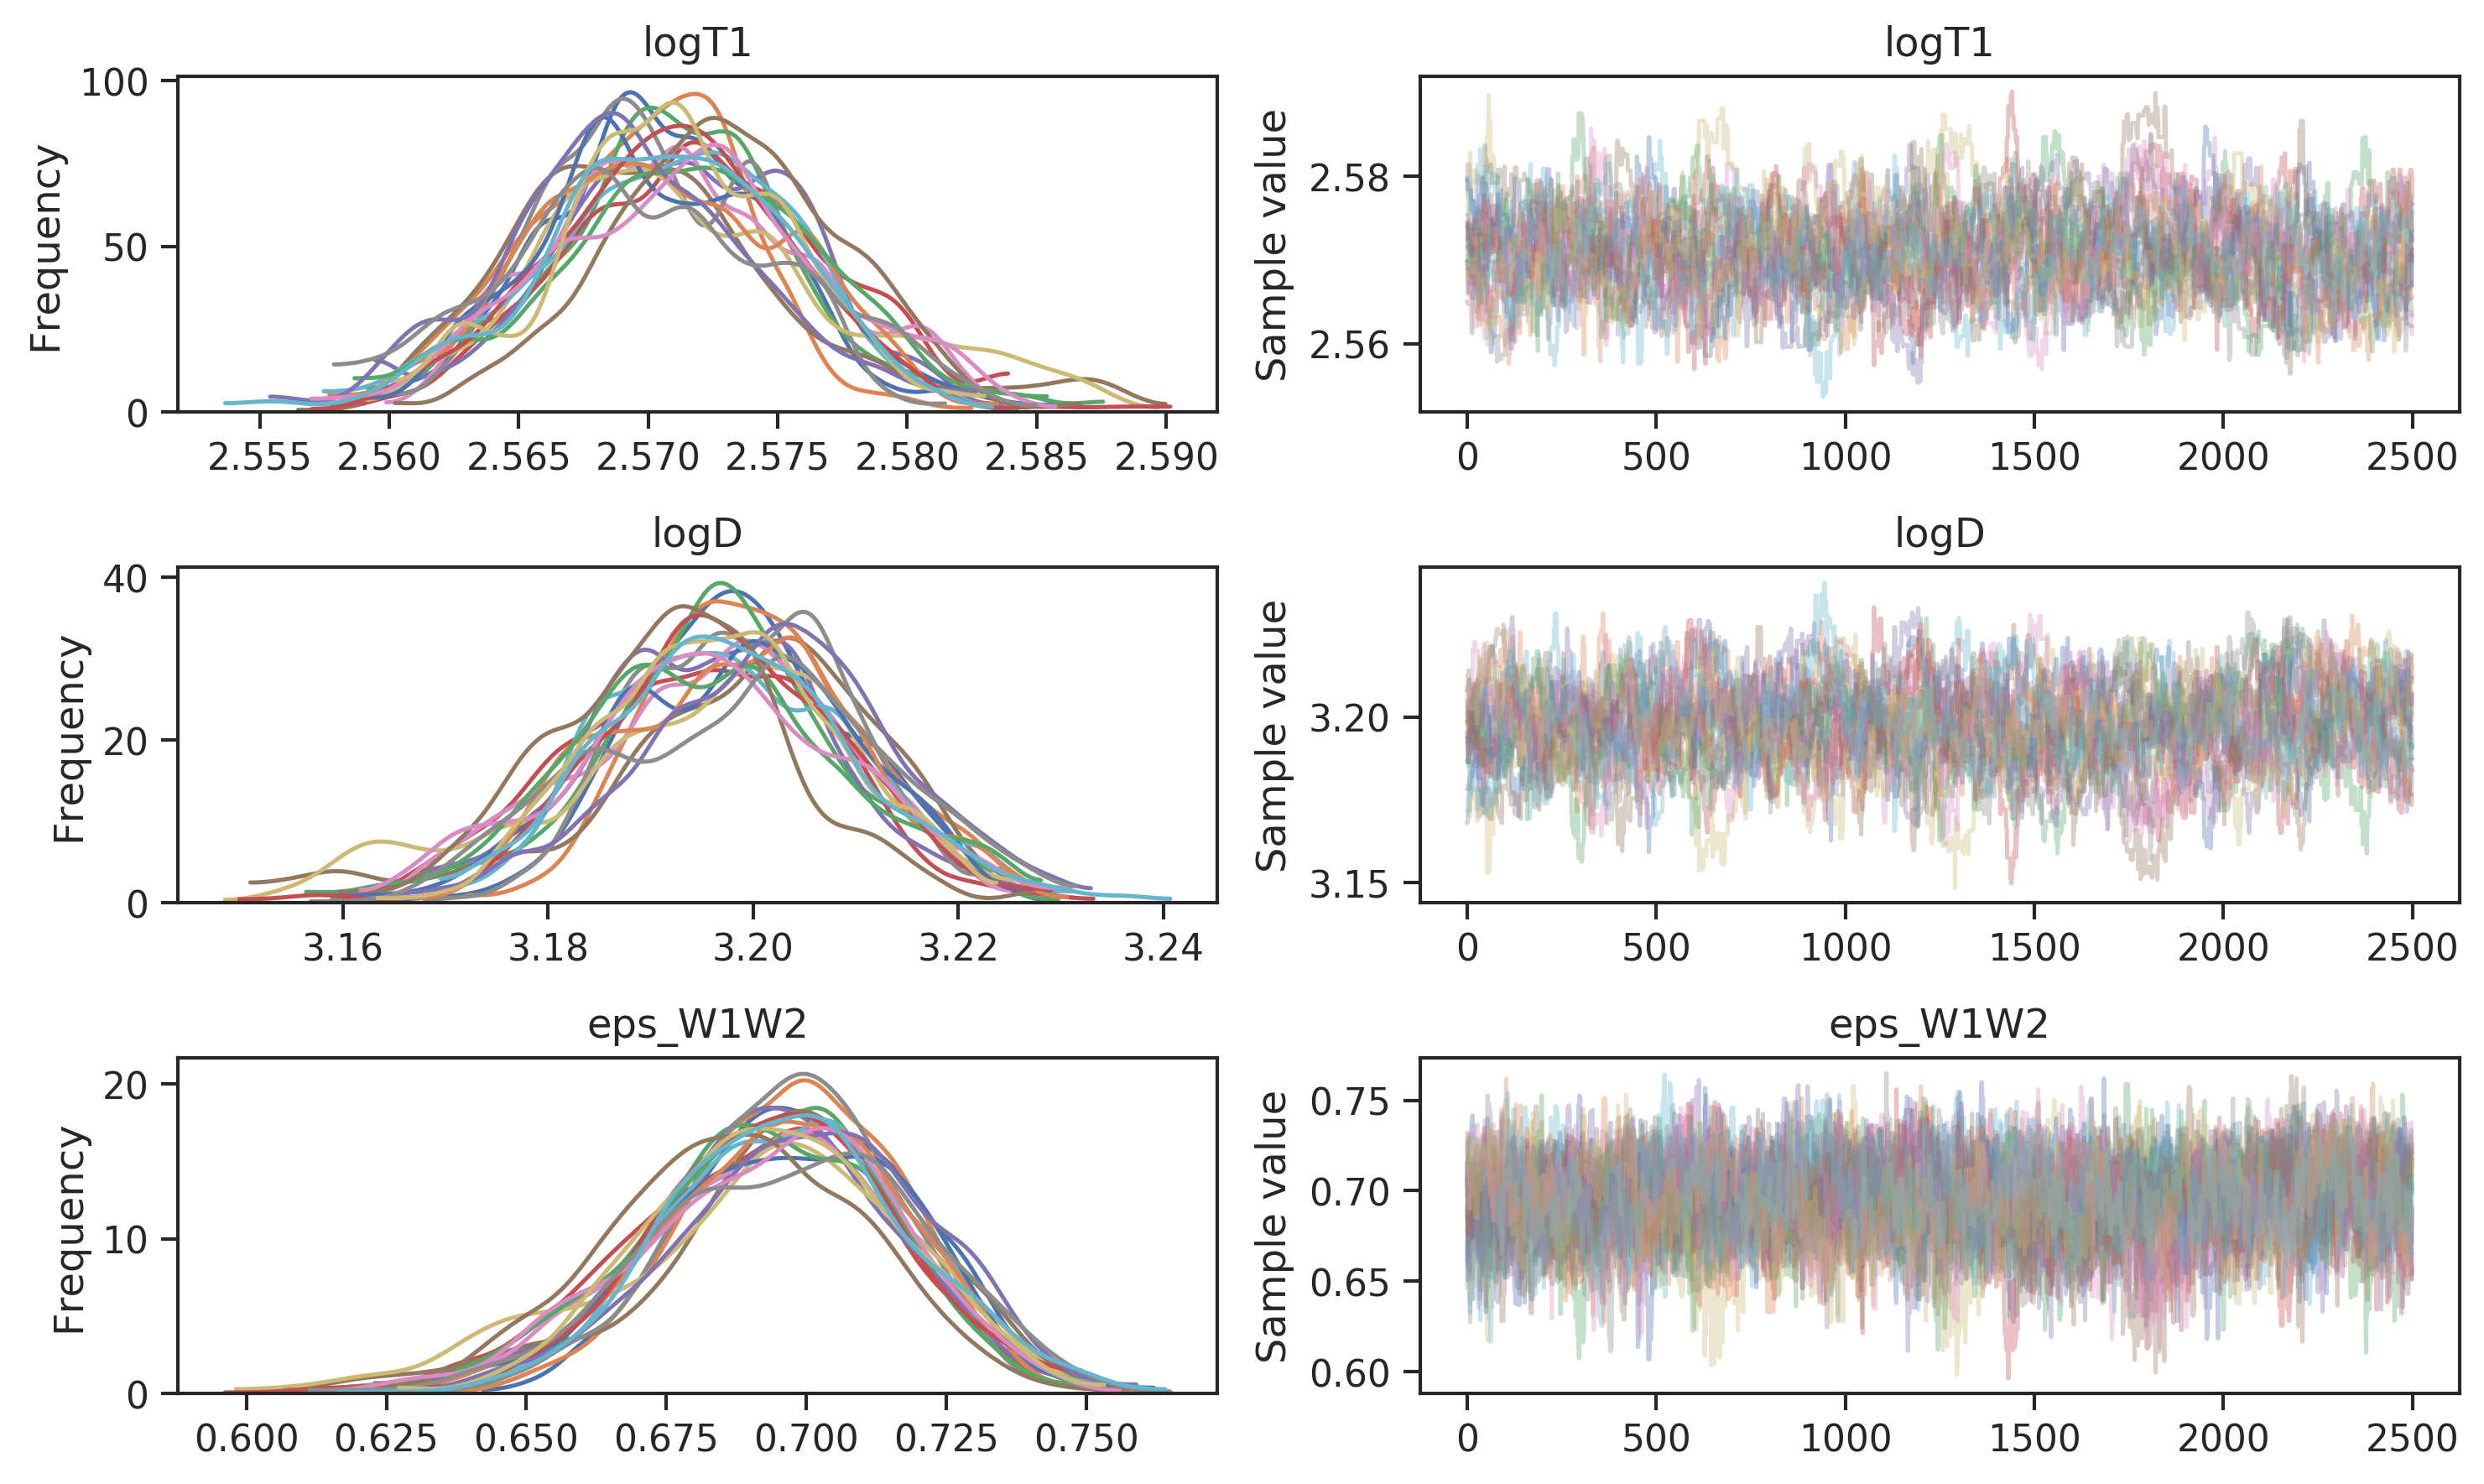 logT1
logT1
100
50
0
Frequency
2.555 2.560 2.565 2.570 2.575 2.580 2.585 2.590
2.58
2.56
Sample value
0 500 1000 1500 2000 2500
logD
logD
40
20
0
Frequency
3.16 3.18 3.20 3.22 3.24
3.20
3.15
Sample value
0 500 1000 1500 2000 2500
eps_W1W2
eps_W1W2
20
10
0
Frequency
0.600 0.625 0.650 0.675 0.700 0.725 0.750
0.75
0.70
0.65
0.60
Sample value
0 500 1000 1500 2000 2500